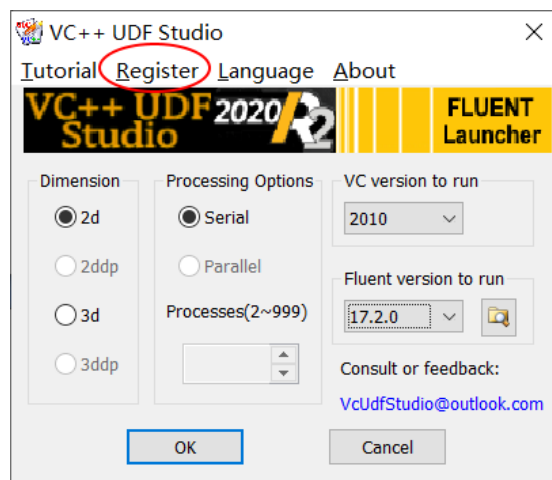 VC++ UDF Studio
Tutorial Register Language About
VC++ UDF 2020 R2 FLUENT
Studio Launcher
Dimension Processing Options VC version to run
2d Serial 2010
2ddp Parallel
Fluent version to run
3d Processes(2~999) 17.2.0
3ddp Consult or feedback:
VcUdfStudio@outlook.com
OK Cancel